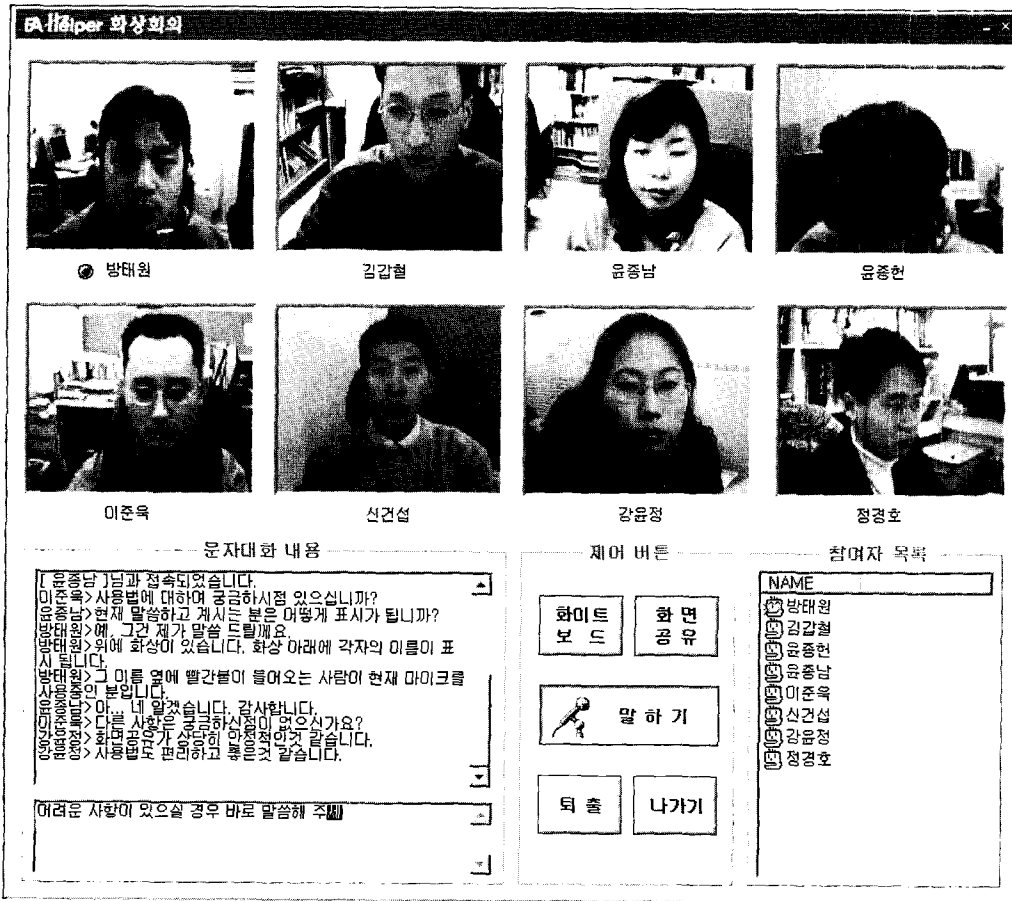 EA-Helper 화상회의
방태원
김갑철
윤종남
윤종헌
이준욱
신건섭
강윤정
정경호
문자대화 내용
[ 윤종남 ]님과 접속되었습니다.
이준욱>사용법에 대하여 궁금하시점 있으십니까?
윤종남>현재 말씀하고 계시는 분은 어떻게 표시가 됩니까?
방태원>예, 그건 제가 말씀 드릴께요.
방태원>위에 화상이 있습니다. 화상 아래에 각자의 이름이 표
시 됩니다.
방태원>그 이름 옆에 빨간불이 들어오는 사람이 현재 마이크를
사용중인 분입니다.
윤종남>아... 네 알겠습니다. 감사합니다.
이준욱>다른 사항은 궁금하신점이 없으신가요?
강윤정>화면공유가 상당히 안정적인것 같습니다.
강윤정>사용법도 편리하고 좋은것 같습니다.
어려운 사항이 있으실 경우 바로 말씀해 주세
제어 버튼
화이트
보 드
화 면
공 유
말 하 기
퇴 출
나가기
참여자 목록
NAME
방태원
김갑철
윤종헌
윤종남
이준욱
신건섭
강윤정
정경호